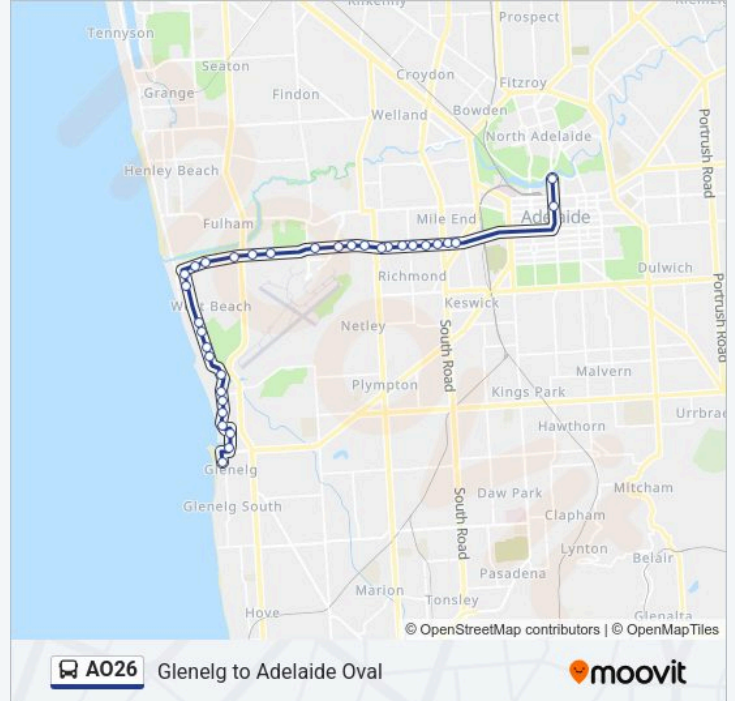 Tennyson
Kilkenny
Prospect
Seaton
Croydon
Fitzroy
Grange
Findon
Welland
Bowden
North Adelaide
Portrush Road
Henley Beach
Fulham
Mile End
Adelaide
Richmond
Dulwich
West Beach
Keswick
Portrush Road
Netley
South Road
Plympton
Malvern
Kings Park
Urrbrae
Hawthorn
Glenelg
Mitcham
Glenelg South
Daw Park
South Road
Clapham
Lynton
Belair
Pasadena
Marion
Tonsley
Glenalta
Hove
© OpenStreetMap contributors | © OpenMapTiles
AO26 Glenelg to Adelaide Oval
moovit